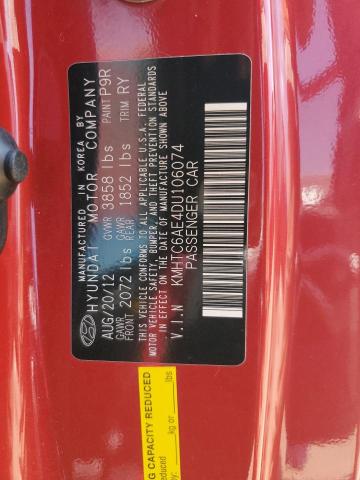 MANUFACTURED IN KOREA BY
HYUNDAI MOTOR COMPANY
AUG/20/12 GVWR 3858 lbs PAINT P9R
GAWR FRONT 2072 lbs GAWR REAR 1852 lbs TRIM RY
THIS VEHICLE CONFORMS TO ALL APPLICABLE U.S.A. FEDERAL
MOTOR VEHICLE SAFETY, BUMPER, AND THEFT PREVENTION STANDARDS
IN EFFECT ON THE DATE OF MANUFACTURE SHOWN ABOVE
V.I.N KMHTC6AE4DU106074
PASSENGER CAR
G CAPACITY REDUCED
educed by: kg or lbs